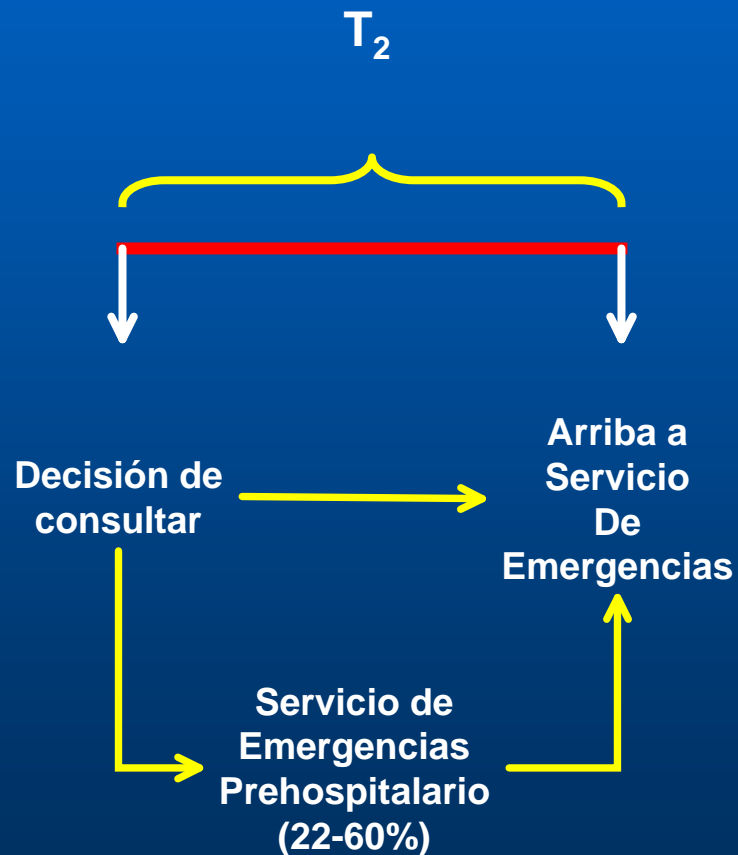 T₂
Decisión de
consultar
Arriba a
Servicio
De
Emergencias
Servicio de
Emergencias
Prehospitalario
(22-60%)